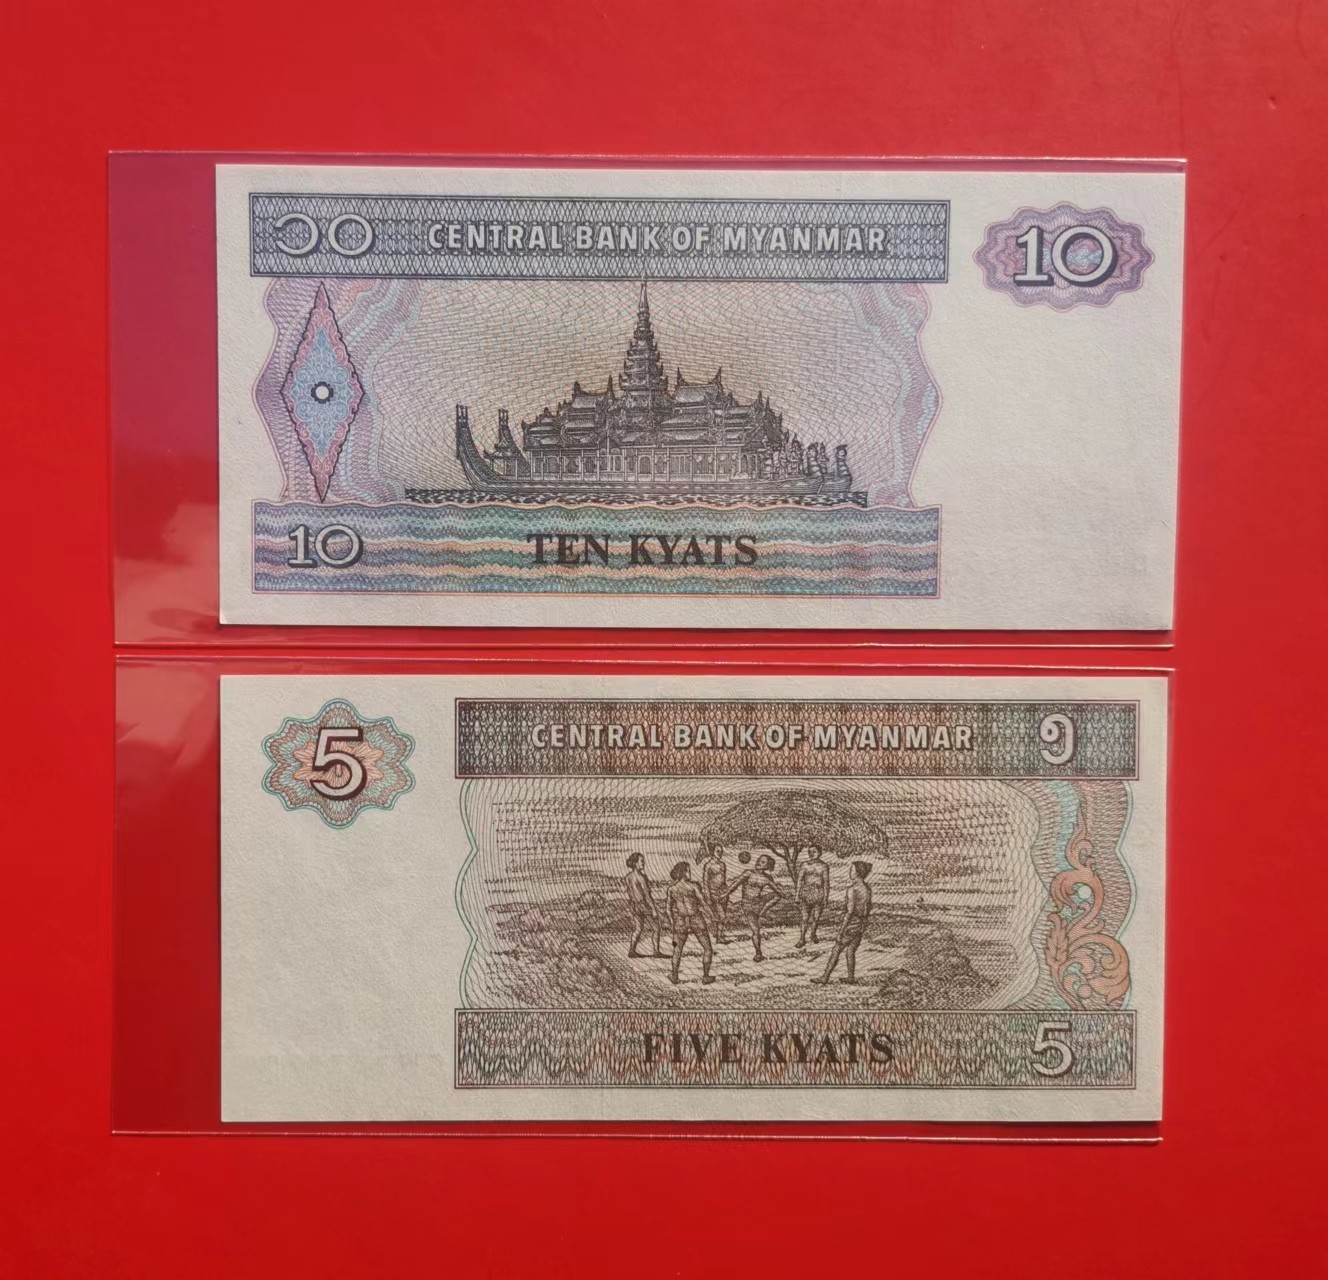 ၁၀ CENTRAL BANK OF MYANMAR 10
10 TEN KYATS
5 CENTRAL BANK OF MYANMAR ၅
FIVE KYATS 5